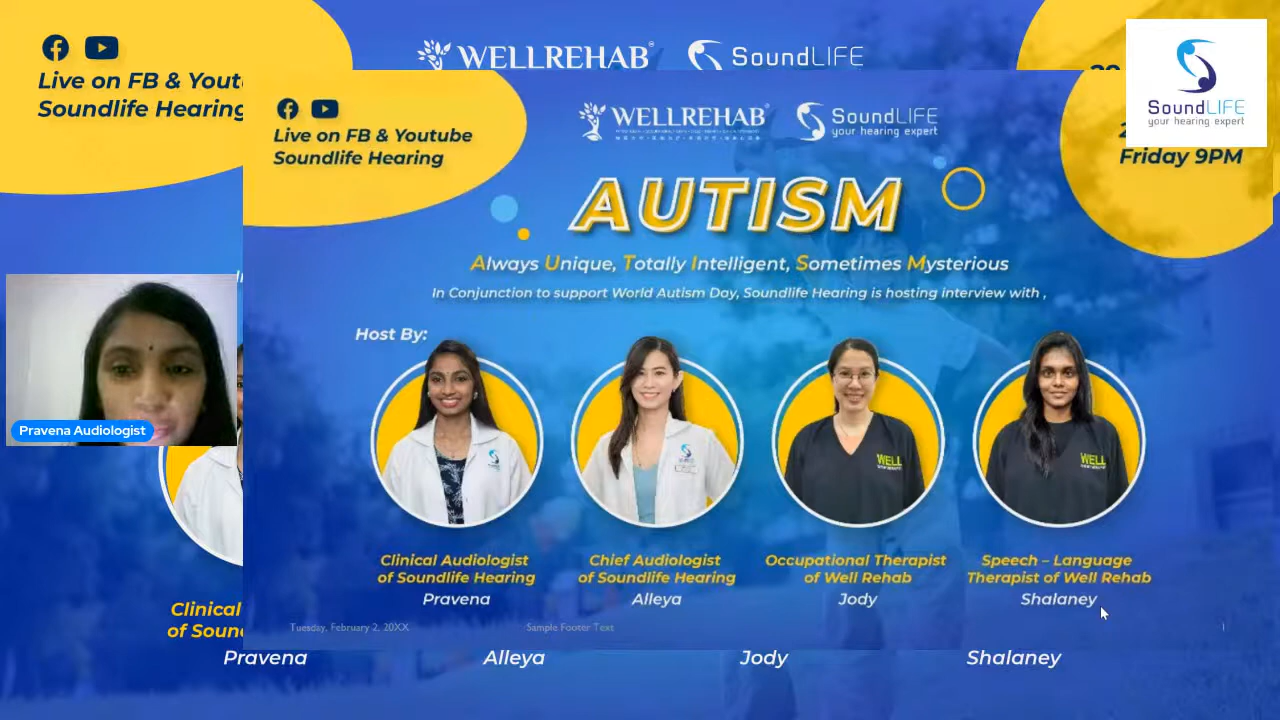 Live on FB & Youtu
Soundlife Hearing
WELLREHAB
SoundLIFE
SoundLIFE
your hearing expert
Live on FB & Youtube
Soundlife Hearing
WELLREHAB
SoundLIFE
your hearing expert
Friday 9PM
AUTISM
Always Unique, Totally Intelligent, Sometimes Mysterious
In Conjunction to support World Autism Day, Soundlife Hearing is hosting interview with ,
Host By:
WELL
WELL
Pravena Audiologist
Clinical Audiologist
of Soundlife Hearing
Pravena
Chief Audiologist
of Soundlife Hearing
Alleya
Occupational Therapist
of Well Rehab
Jody
Speech – Language
Therapist of Well Rehab
Shalaney
Clinical
of Soun
Tuesday, February 2, 20XX
Sample Footer Text
1
Pravena
Alleya
Jody
Shalaney